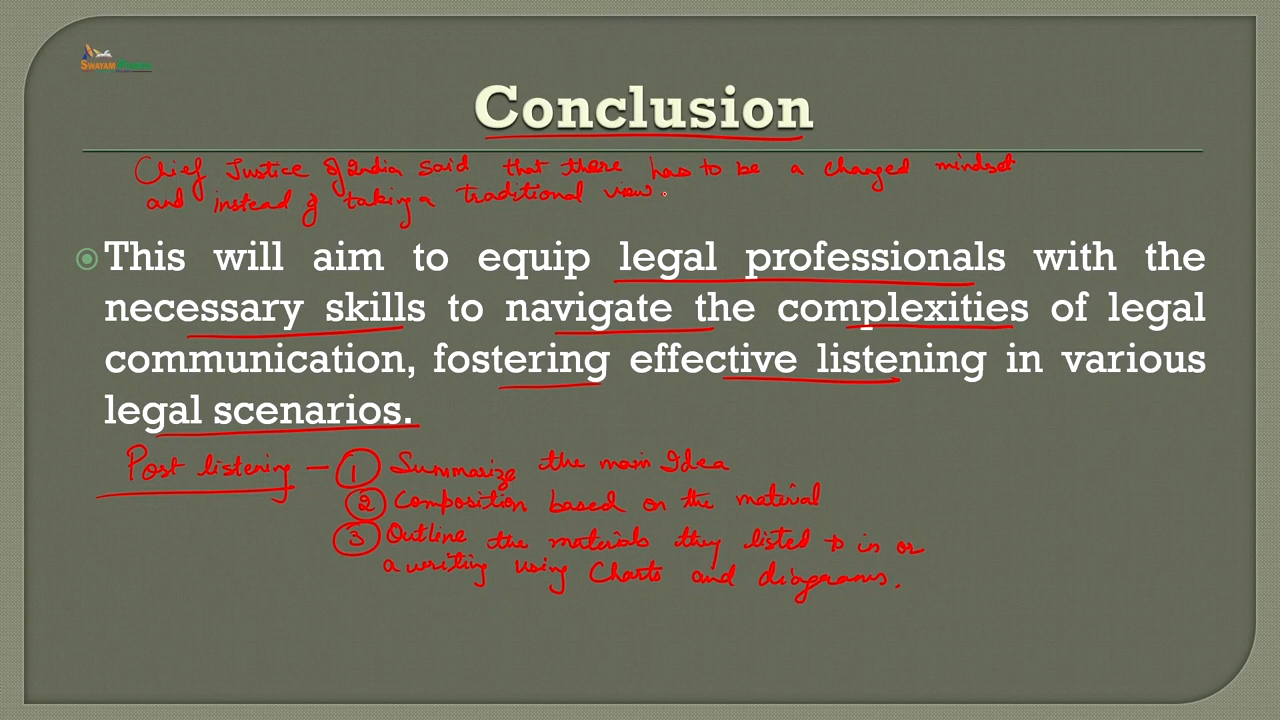 SWAYAM PRABHA
Conclusion
Chief Justice of India said that there has to be a changed mindset
and instead of taking a traditional view.
This will aim to equip legal professionals with the
necessary skills to navigate the complexities of legal
communication, fostering effective listening in various
legal scenarios.
Post listening – 1 Summarize the main Idea
2 Composition based on the material
3 Outline the materials they listed to in or
a writing using Charts and diagrams.